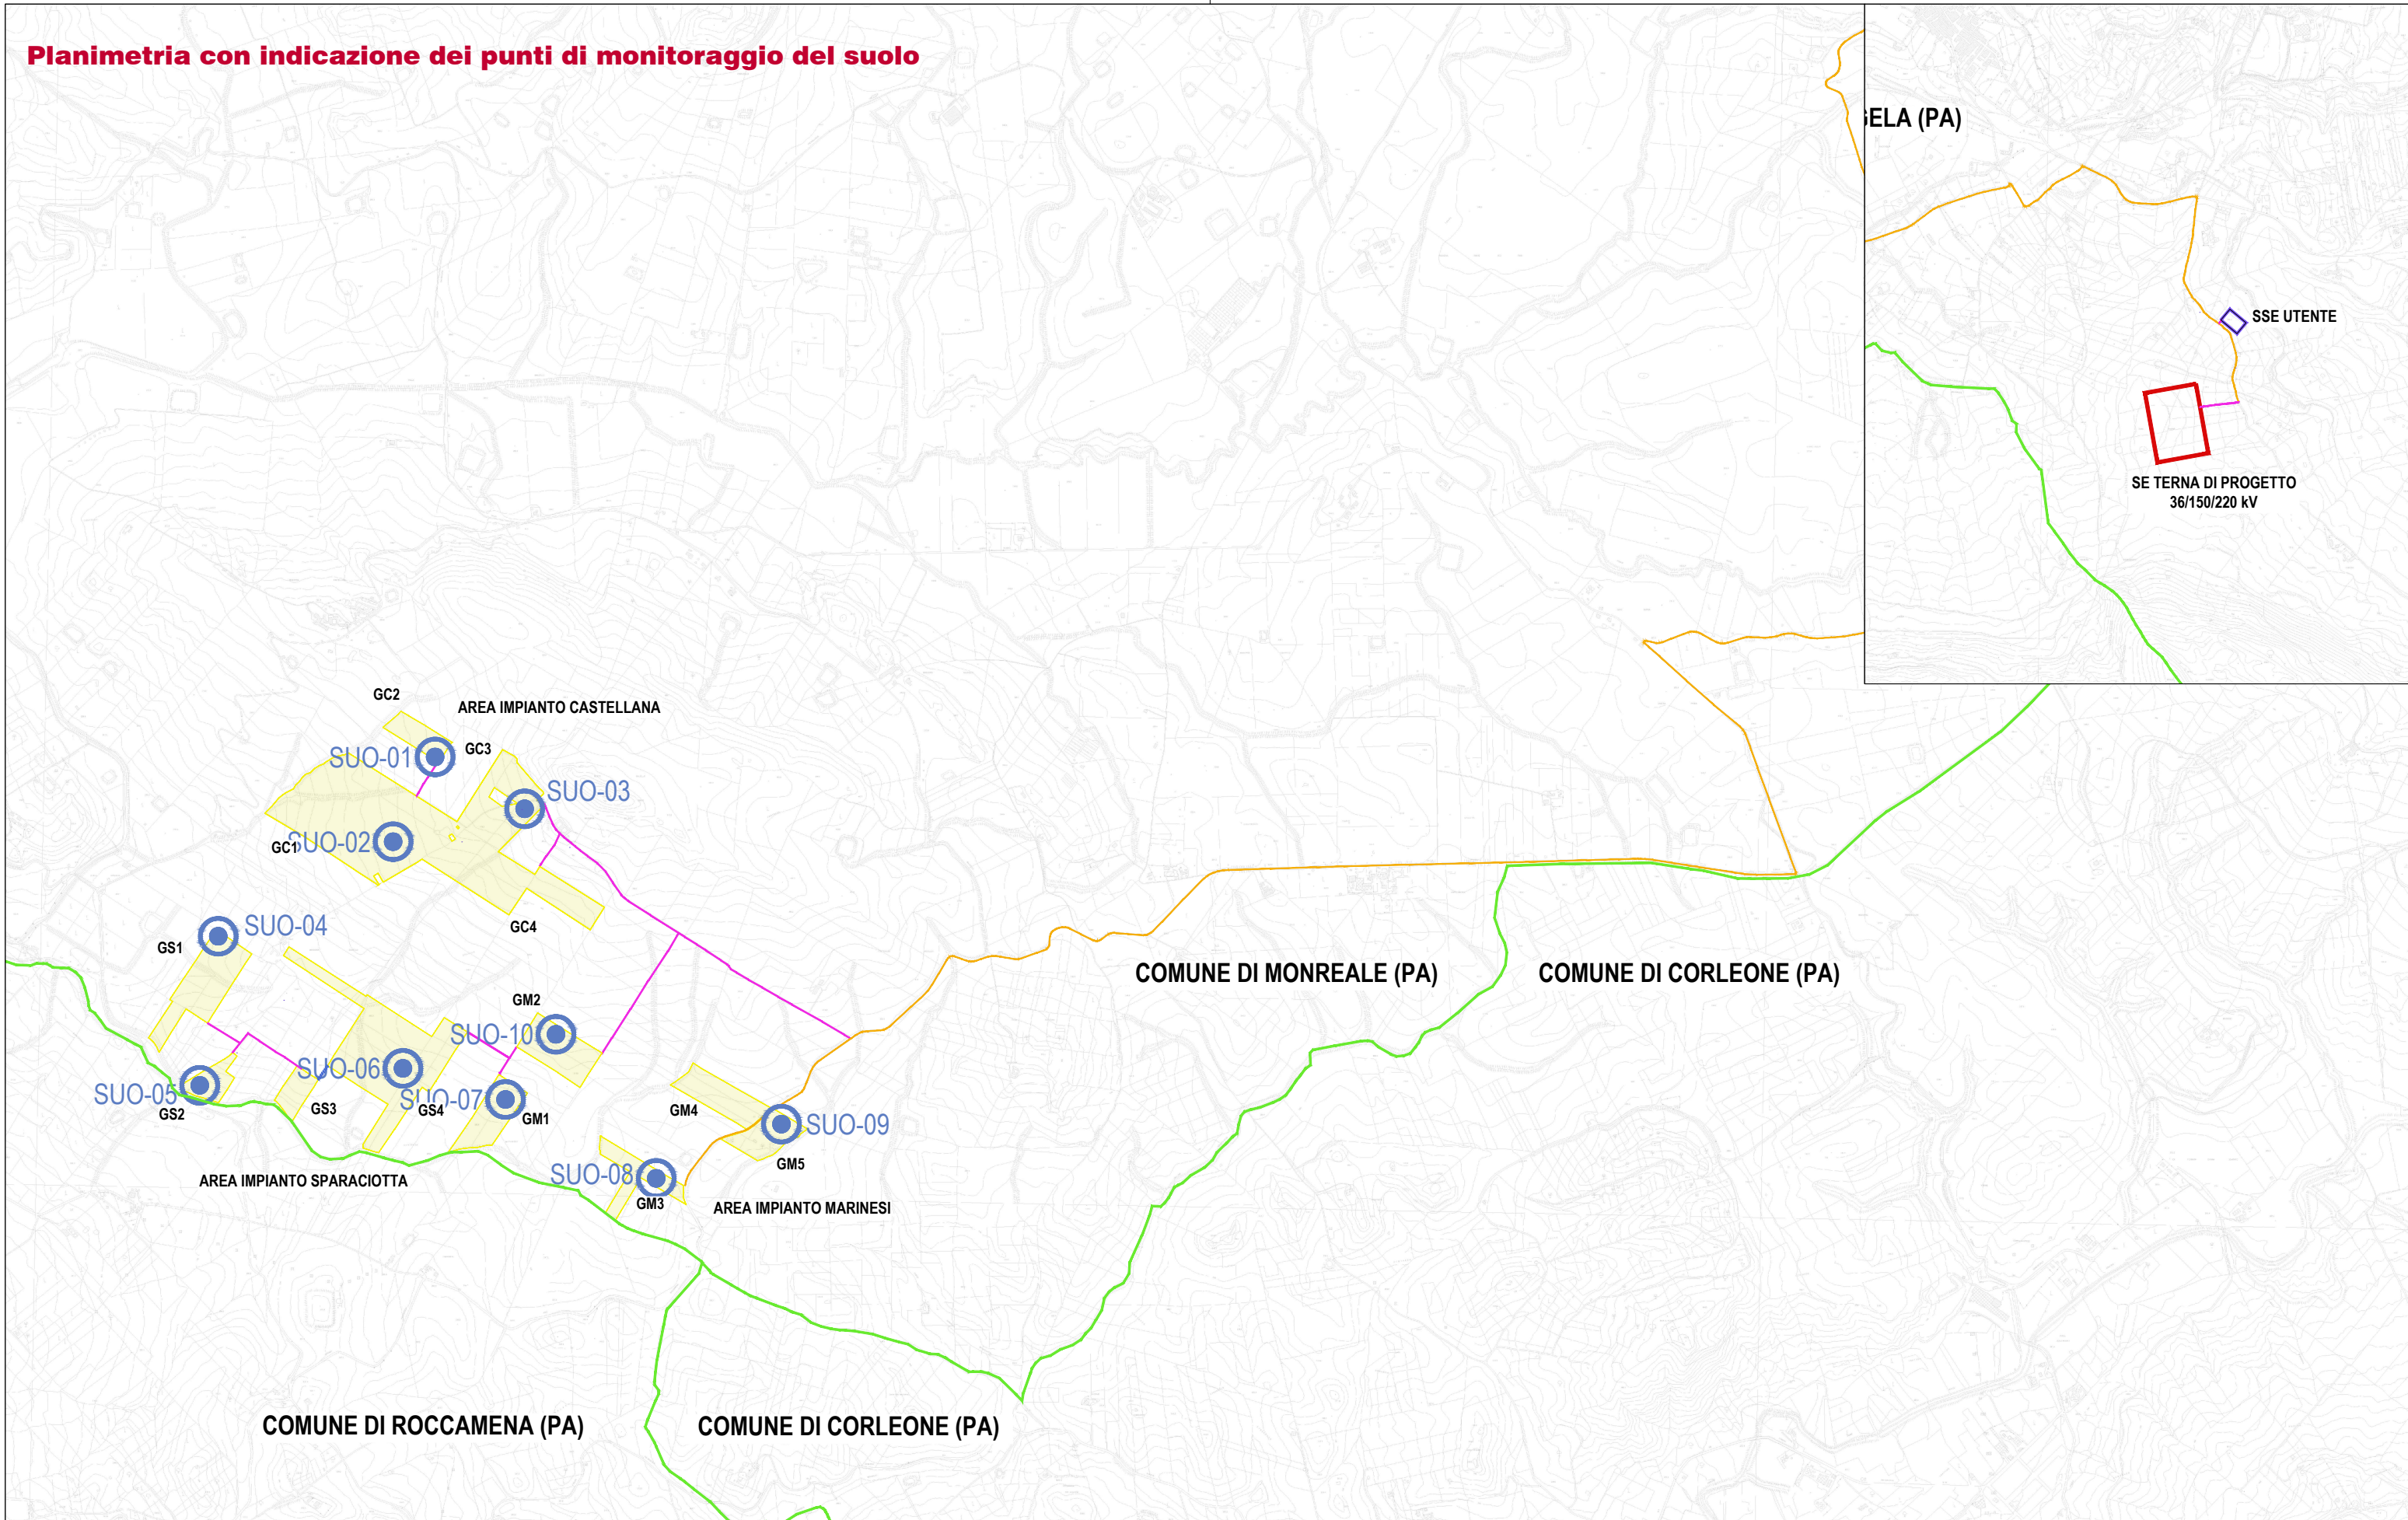 Planimetria con indicazione dei punti di monitoraggio del suolo
GELA (PA)
SSE UTENTE
SE TERNA DI PROGETTO
36/150/220 kV
GC2
AREA IMPIANTO CASTELLANA
SUO-01
GC3
SUO-03
SUO-02
GC1
GC4
SUO-04
GS1
COMUNE DI MONREALE (PA)
COMUNE DI CORLEONE (PA)
GM2
SUO-10
SUO-06
SUO-05
GS2
GS3
SUO-07
GS4
GM1
GM4
SUO-09
GM5
SUO-08
GM3
AREA IMPIANTO SPARACIOTTA
AREA IMPIANTO MARINESI
COMUNE DI ROCCAMENA (PA)
COMUNE DI CORLEONE (PA)